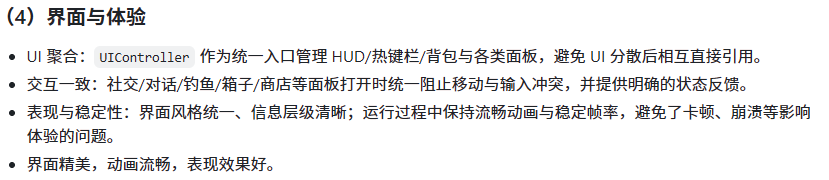 （4）界面与体验
UI 聚合：UIController 作为统一入口管理 HUD/热键栏/背包与各类面板，避免 UI 分散后相互直接引用。
交互一致：社交/对话/钓鱼/箱子/商店等面板打开时统一阻止移动与输入冲突，并提供明确的状态反馈。
表现与稳定性：界面风格统一、信息层级清晰；运行过程中保持流畅动画与稳定帧率，避免了卡顿、崩溃等影响
体验的问题。
界面精美，动画流畅，表现效果好。